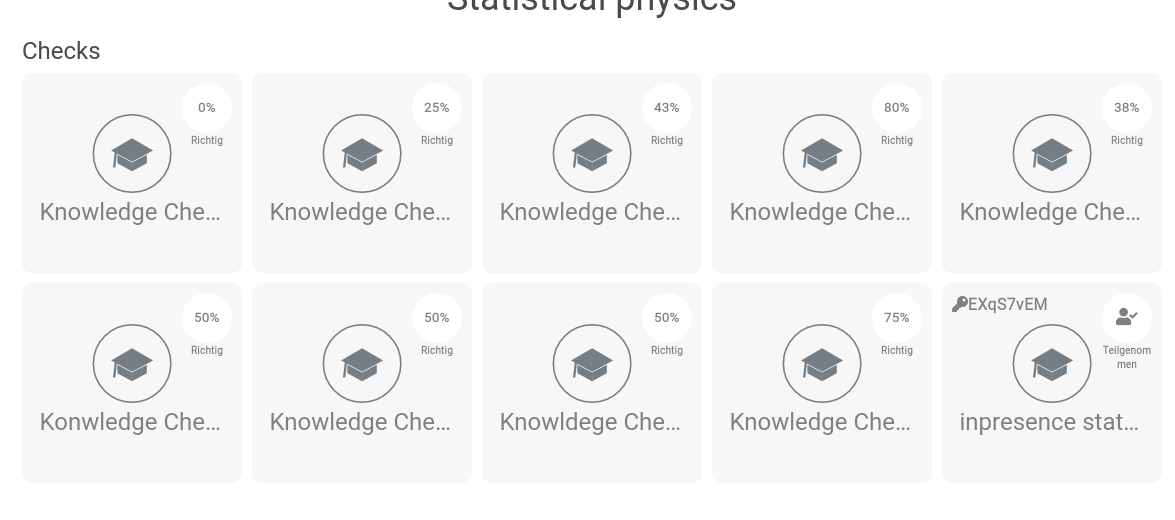 Statistical physics
Checks
0%
Richtig
Knowledge Che...
25%
Richtig
Knowledge Che...
43%
Richtig
Knowledge Che...
80%
Richtig
Knowledge Che...
38%
Richtig
Knowledge Che...
50%
Richtig
Konwledge Che...
50%
Richtig
Knowledge Che...
50%
Richtig
Knowldege Che...
75%
Richtig
Knowledge Che...
EXqS7vEM
Teilgenom
men
inpresence stat...